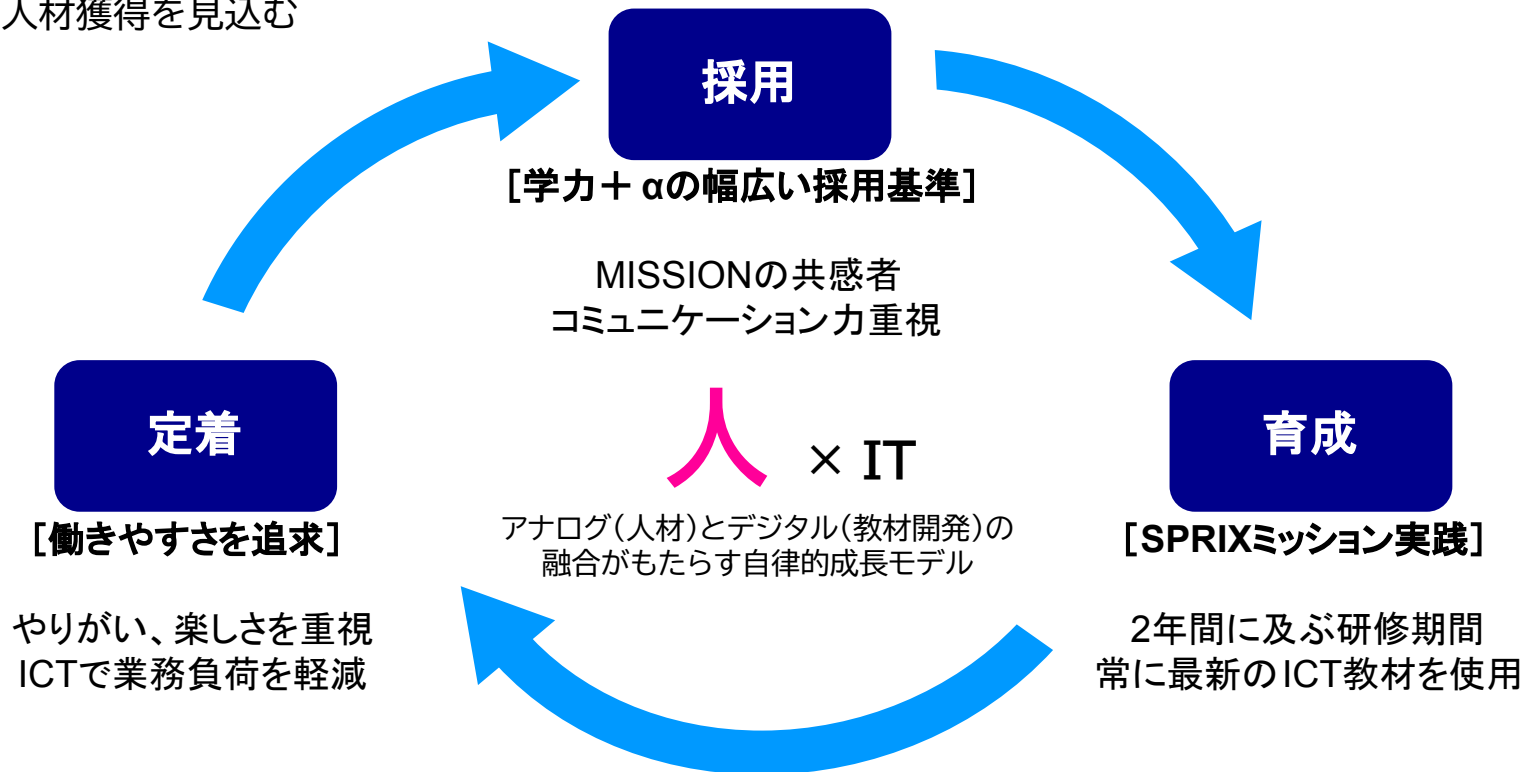 人材獲得を見込む
採用
[学力＋αの幅広い採用基準]
MISSIONの共感者
コミュニケーション力重視
定着
[働きやすさを追求]
やりがい、楽しさを重視
ICTで業務負荷を軽減
人 × IT
アナログ(人材)とデジタル(教材開発)の
融合がもたらす自律的成長モデル
育成
[SPRIXミッション実践]
2年間に及ぶ研修期間
常に最新のICT教材を使用